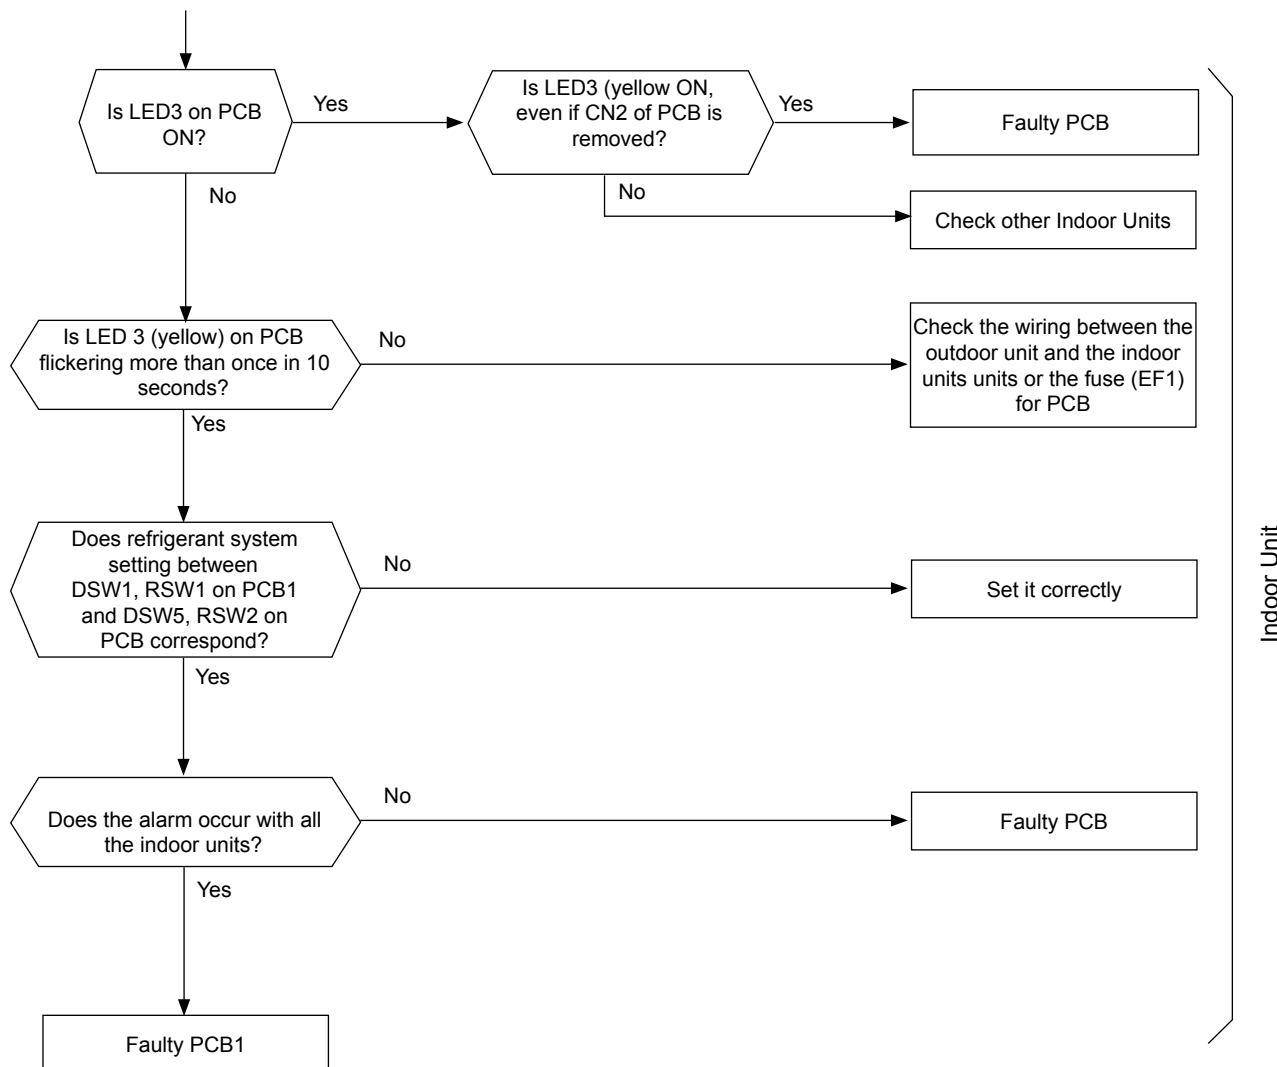 Is LED3 on PCB
ON?
Yes
Is LED3 (yellow ON,
even if CN2 of PCB is
removed?
Yes
Faulty PCB
No
No
Check other Indoor Units
Is LED 3 (yellow) on PCB
flickering more than once in 10
seconds?
No
Check the wiring between the
outdoor unit and the indoor
units units or the fuse (EF1)
for PCB
Yes
Does refrigerant system
setting between
DSW1, RSW1 on PCB1
and DSW5, RSW2 on
PCB correspond?
No
Set it correctly
Yes
Does the alarm occur with all
the indoor units?
No
Faulty PCB
Yes
Faulty PCB1
Indoor Unit